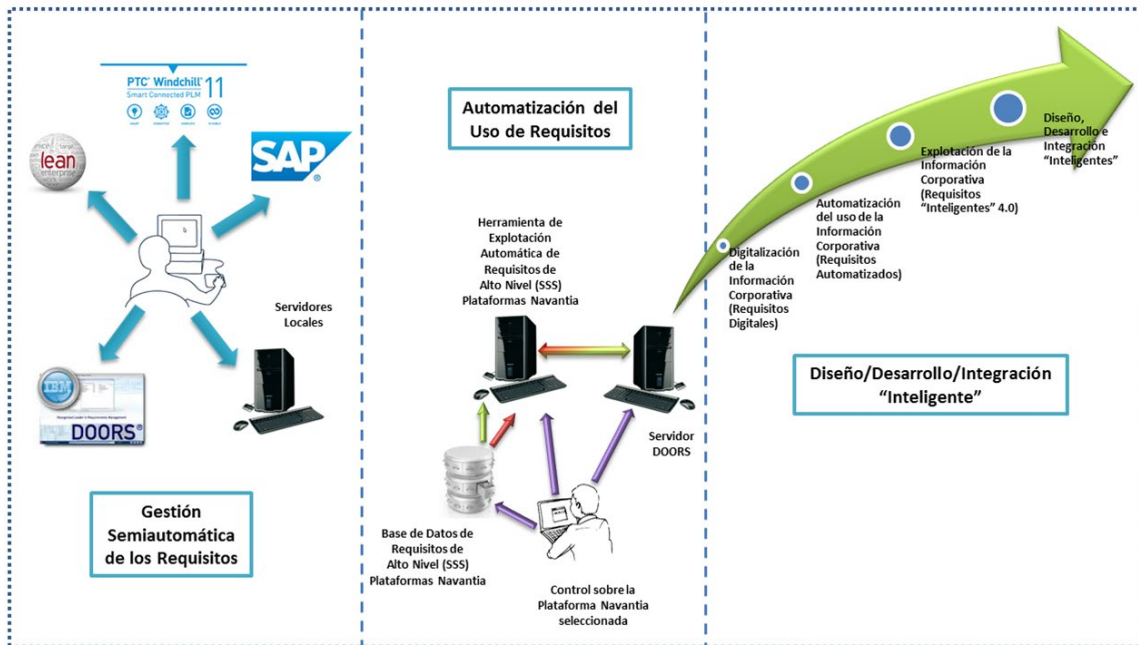 PTC® Windchill® 11
Smart Connected PLM
lean
enterprise
SAP®
Servidores
Locales
IBM
DOORS®
Gestión
Semiautomática
de los Requisitos
Automatización del
Uso de Requisitos
Herramienta de
Explotación
Automática de
Requisitos de
Alto Nivel (SSS)
Plataformas Navantia
Servidor
DOORS
Base de Datos de
Requisitos de
Alto Nivel (SSS)
Plataformas Navantia
Control sobre la
Plataforma Navantia
seleccionada
Digitalización
de la
Información
Corporativa
(Requisitos
Digitales)
Automatización
del uso de la
Información
Corporativa
(Requisitos
Automatizados)
Explotación de la
Información
Corporativa
(Requisitos
“Inteligentes” 4.0)
Diseño,
Desarrollo e
Integración
“Inteligentes”
Diseño/Desarrollo/Integración
“Inteligente”